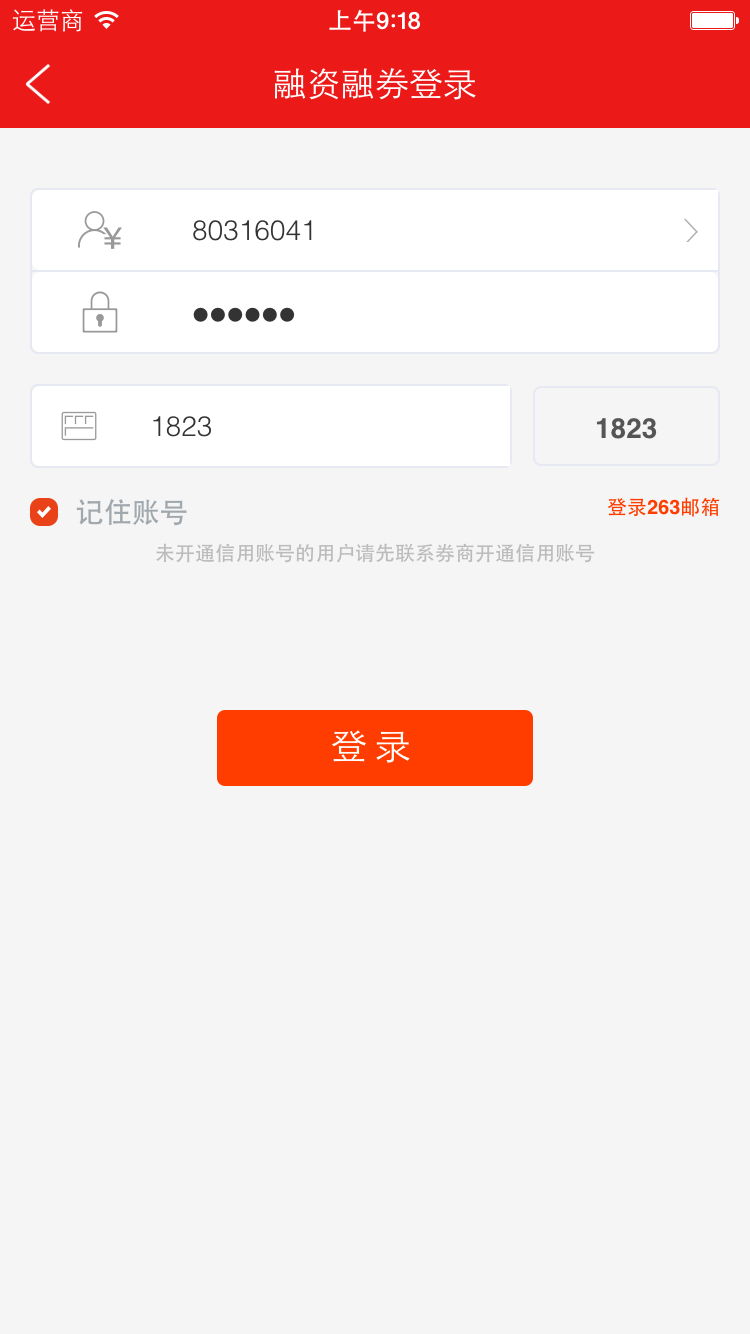 运营商 上午9:18
融资融券登录
80316041
●●●●●●
1823 1823
记住账号 登录263邮箱
未开通信用账号的用户请先联系券商开通信用账号
登 录